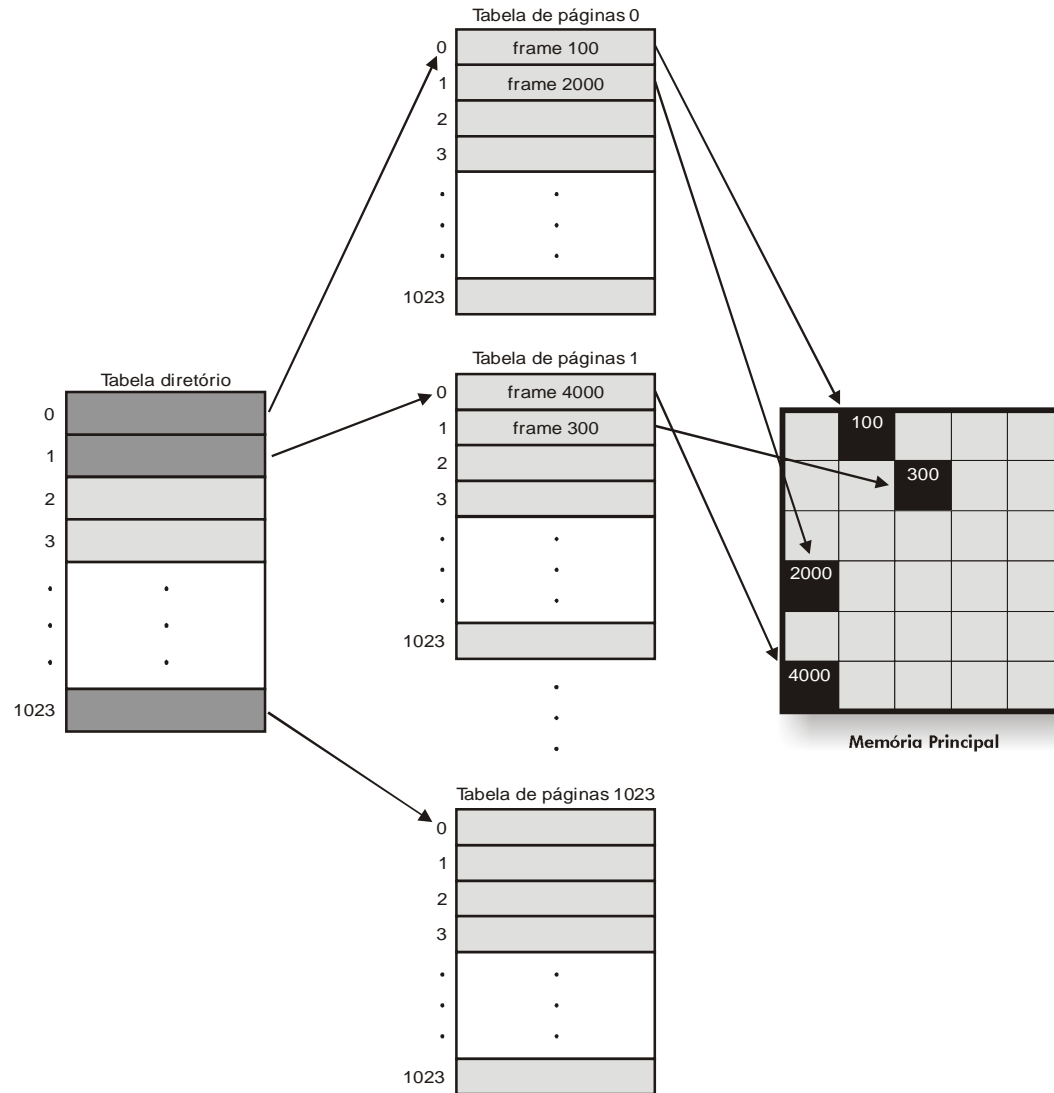 Tabela de páginas 0
0 frame 100
1 frame 2000
2
3
1023
Tabela diretório
0
1
2
3
1023
Tabela de páginas 1
0 frame 4000
1 frame 300
2
3
1023
100
300
2000
4000
Memória Principal
Tabela de páginas 1023
0
1
2
3
1023